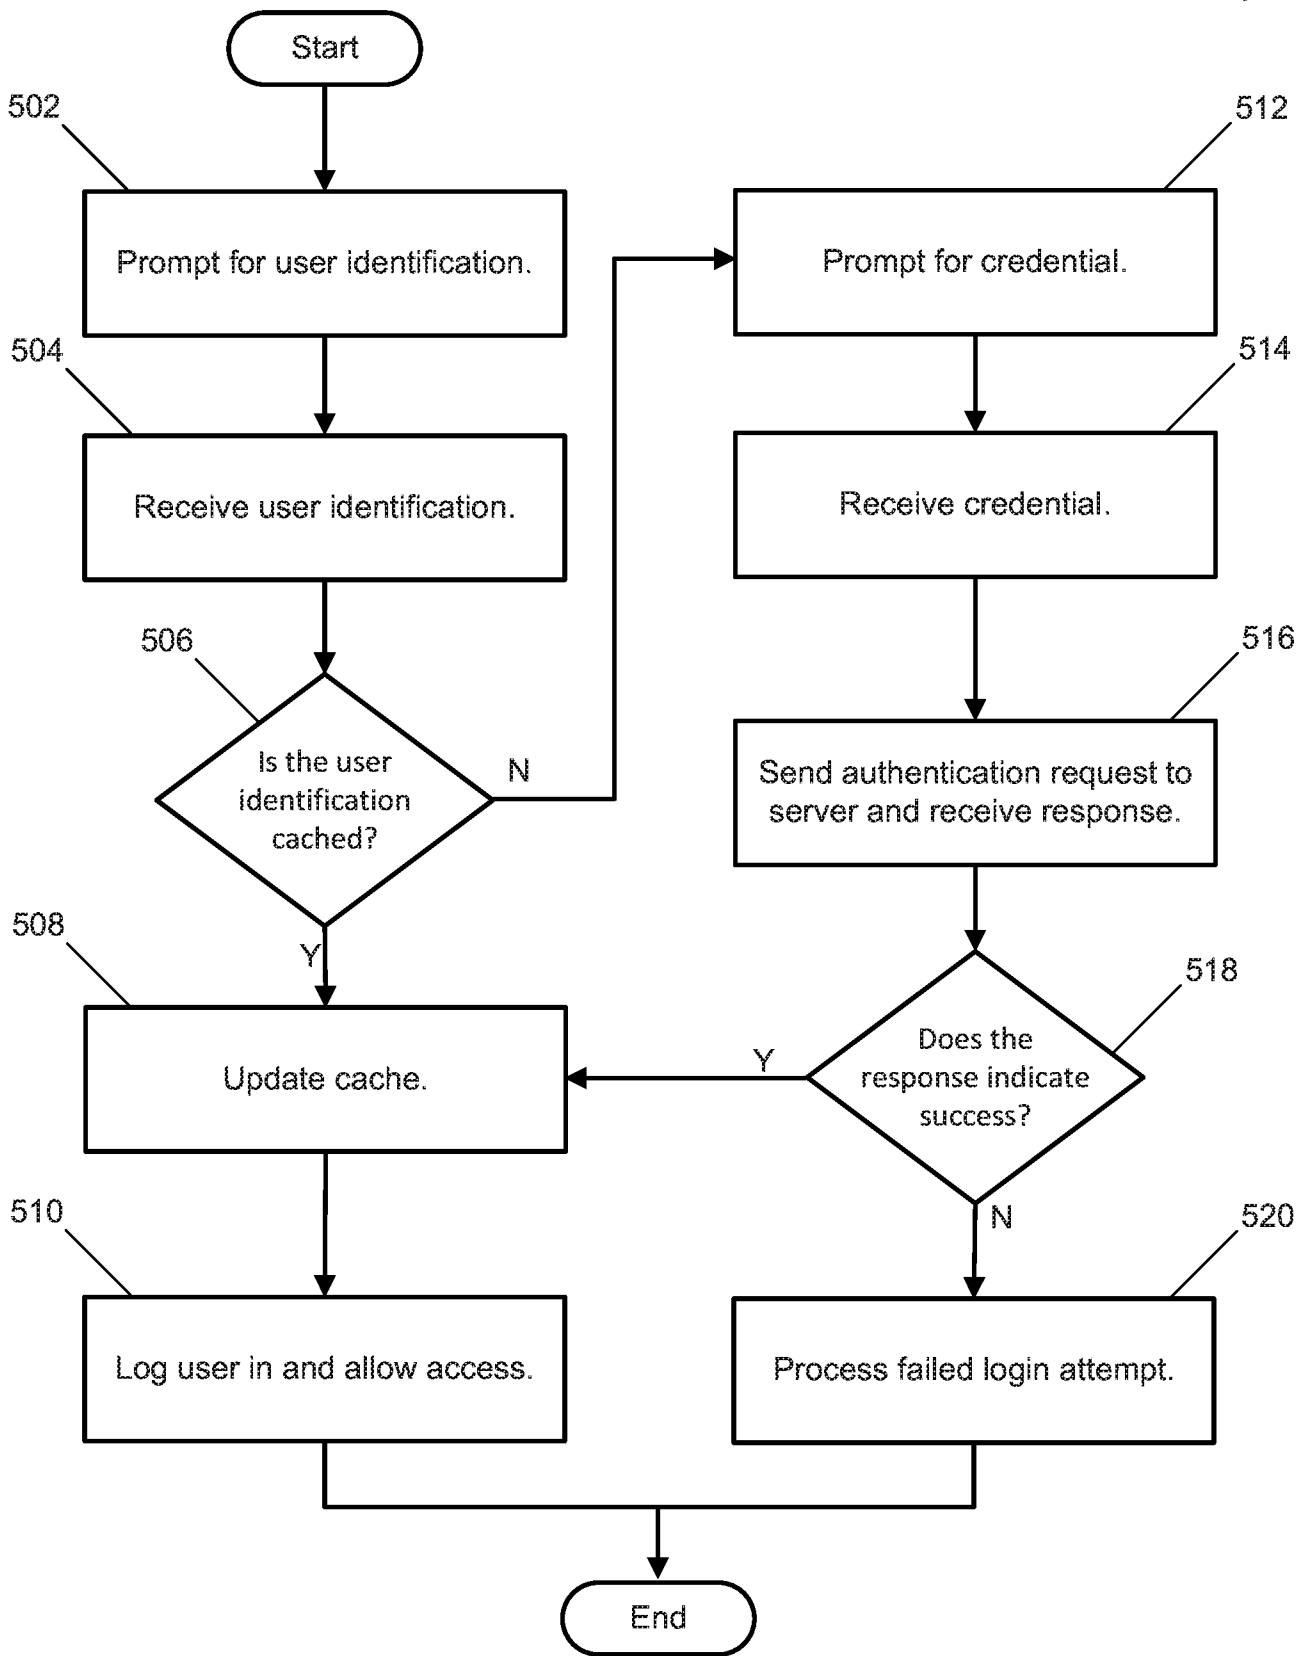 Start
502
Prompt for user identification.
504
Receive user identification.
506
Is the user
identification
cached?
N
Y
508
Update cache.
510
Log user in and allow access.
512
Prompt for credential.
514
Receive credential.
516
Send authentication request to
server and receive response.
518
Does the
response indicate
success?
Y
N
520
Process failed login attempt.
End